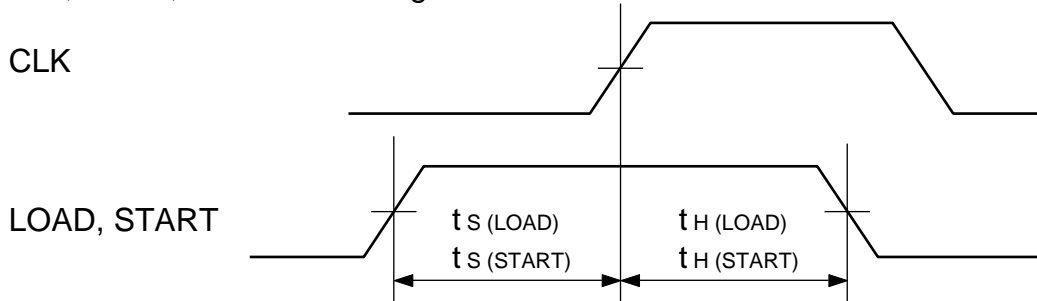 CLK
LOAD, START
t S (LOAD) t H (LOAD)
t S (START) t H (START)